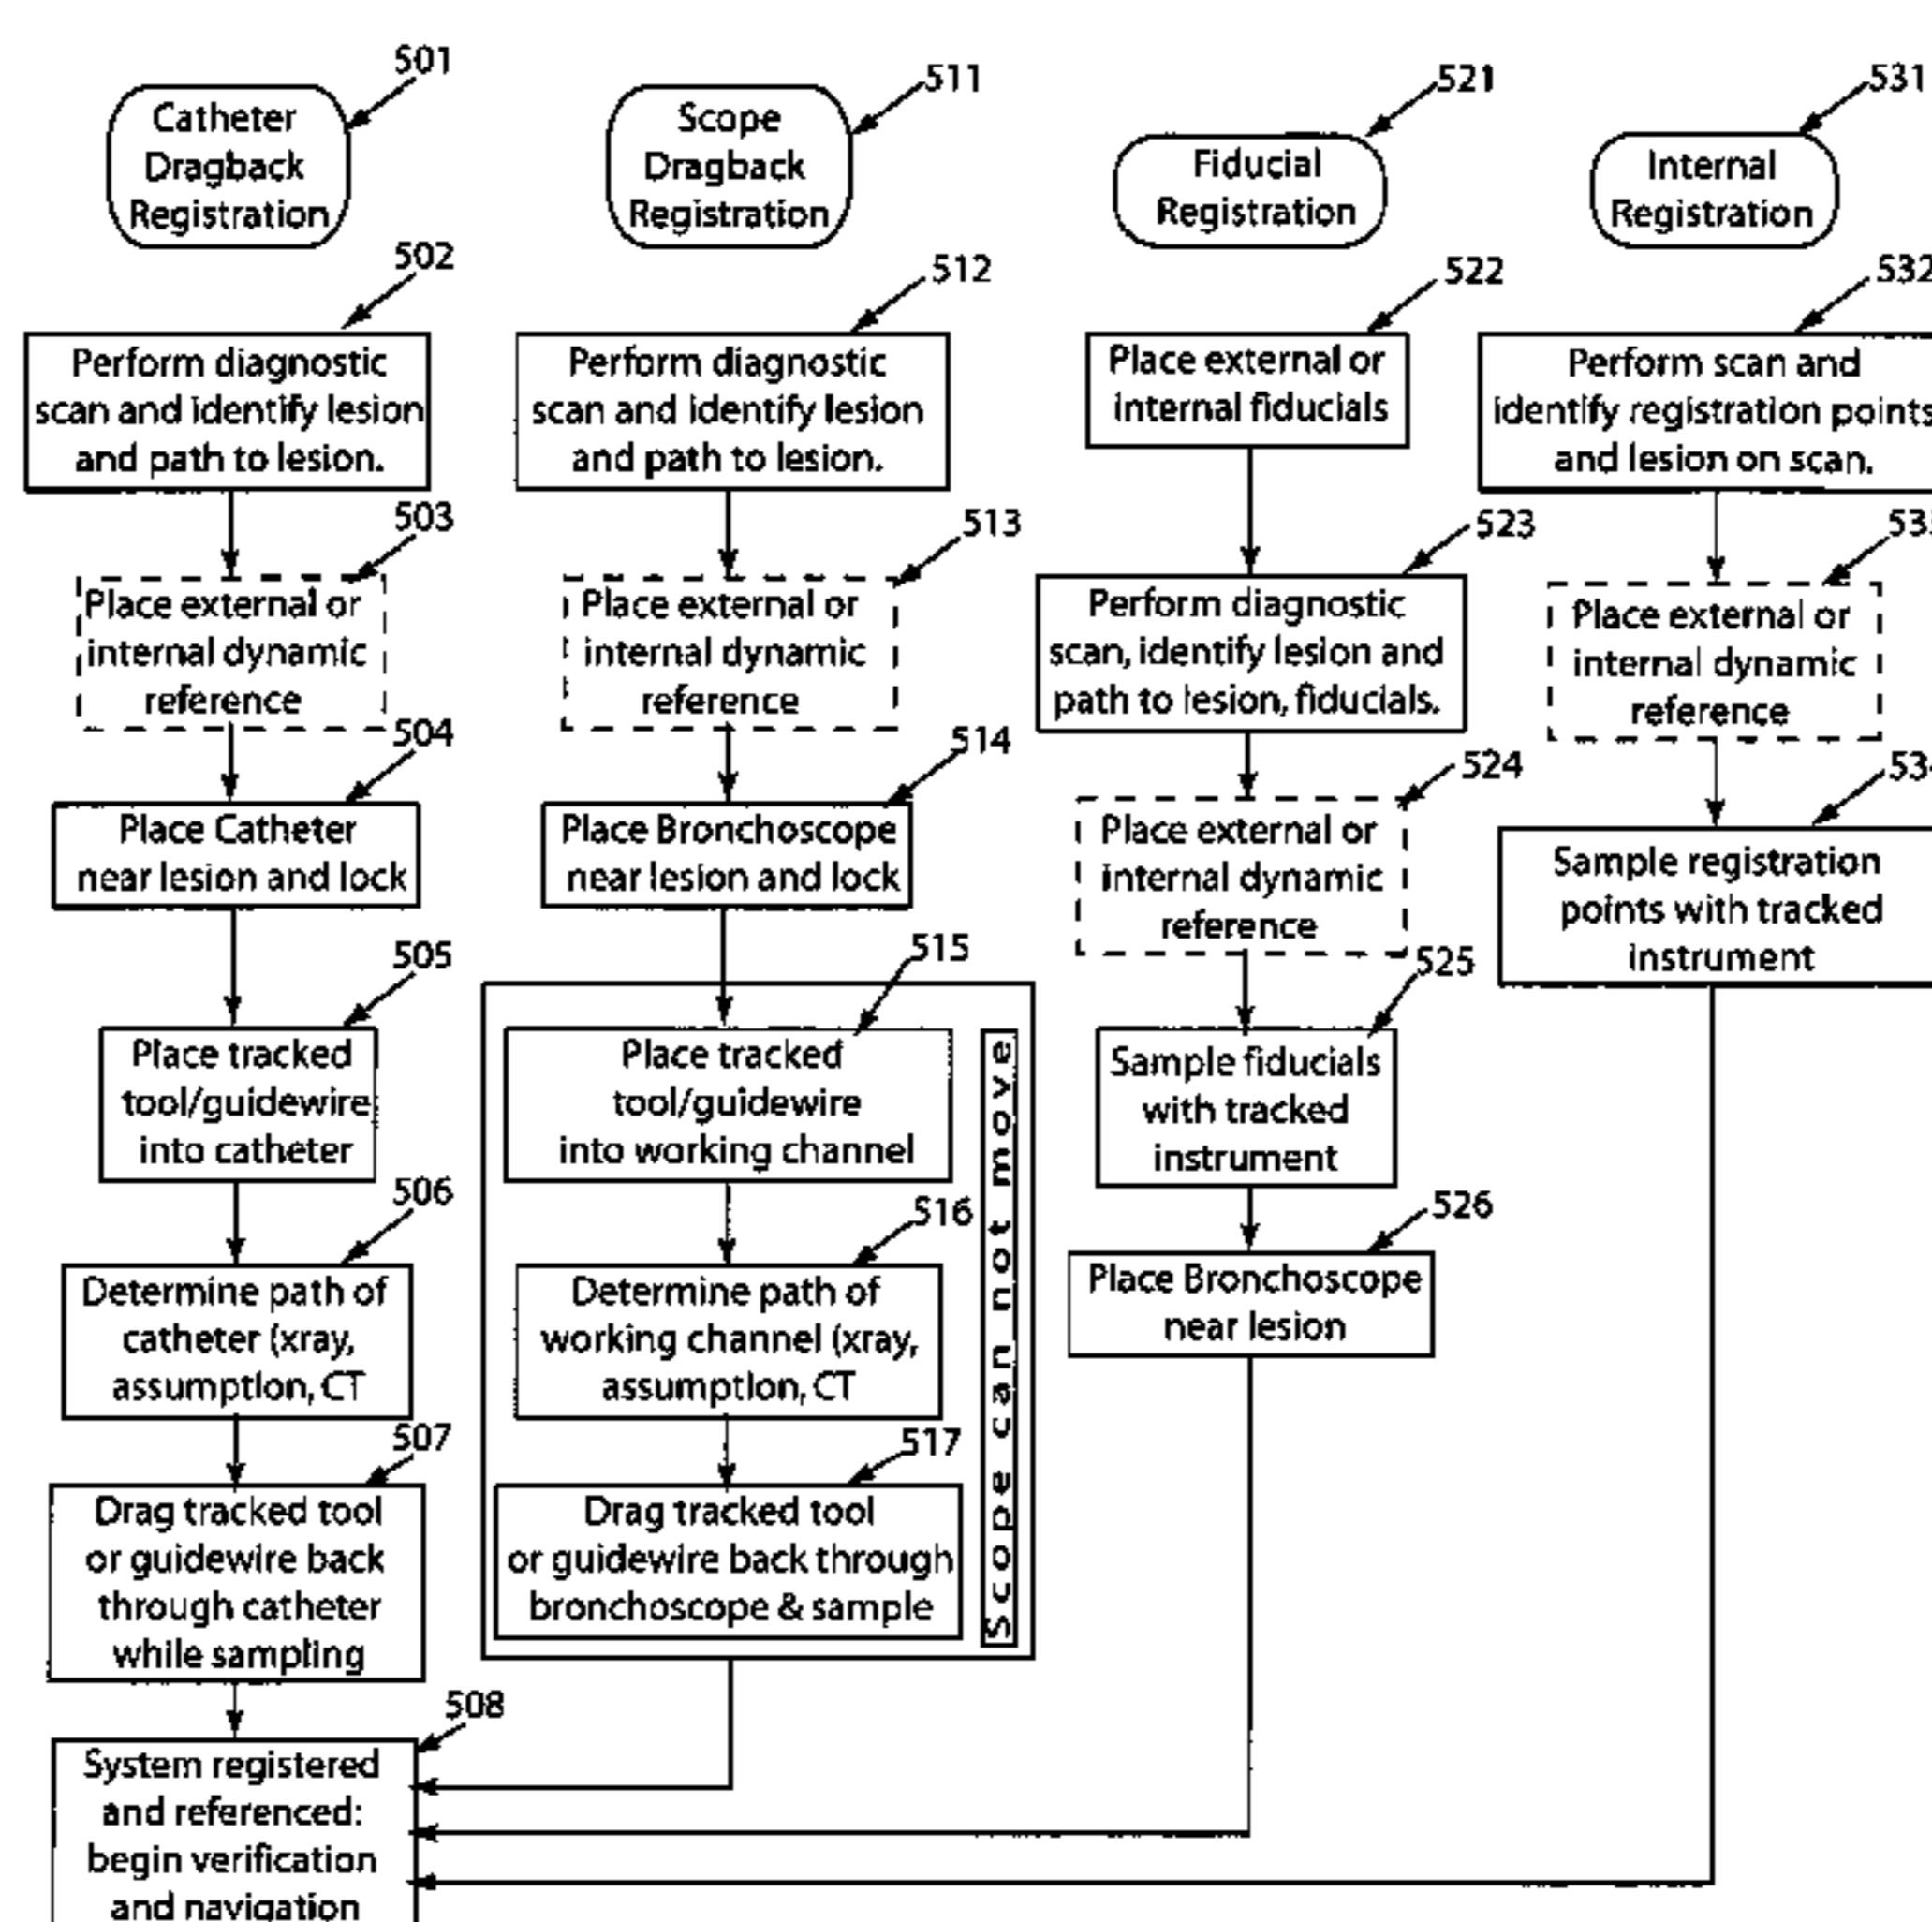 501
Catheter
Dragback
Registration
502
Perform diagnostic
scan and identify lesion
and path to lesion.
503
Place external or
internal dynamic
reference
504
Place Catheter
near lesion and lock
505
Place tracked
tool/guidewire
into catheter
506
Determine path of
catheter (xray,
assumption, CT
507
Drag tracked tool
or guidewire back
through catheter
while sampling
508
System registered
and referenced:
begin verification
and navigation
511
Scope
Dragback
Registration
512
Perform diagnostic
scan and identify lesion
and path to lesion.
513
Place external or
internal dynamic
reference
514
Place Bronchoscope
near lesion and lock
515
Place tracked
tool/guidewire
into working channel
516
Determine path of
working channel (xray,
assumption, CT
517
Drag tracked tool
or guidewire back through
bronchoscope & sample
Scope can not move
521
Fiducial
Registration
522
Place external or
internal fiducials
523
Perform diagnostic
scan, identify lesion and
path to lesion, fiducials.
524
Place external or
internal dynamic
reference
525
Sample fiducials
with tracked
instrument
526
Place Bronchoscope
near lesion
531
Internal
Registration
532
Perform scan and
identify registration points
and lesion on scan.
Place external or
internal dynamic
reference
Sample registration
points with tracked
instrument